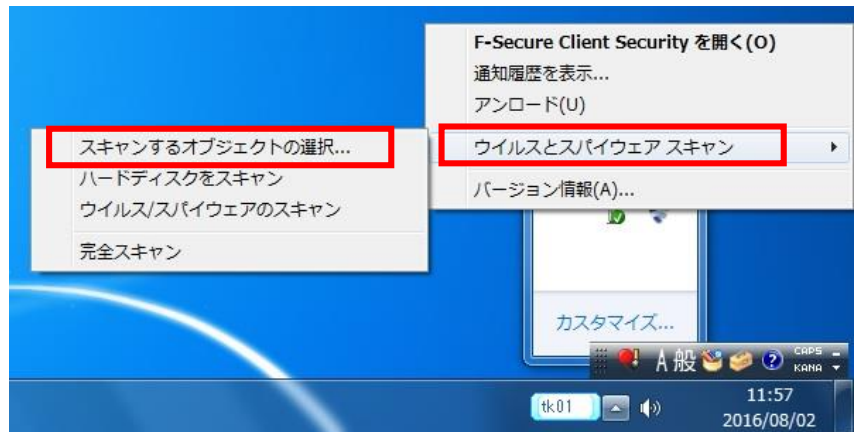 F-Secure Client Security を開く(O)
通知履歴を表示...
アンロード(U)
ウイルスとスパイウェア スキャン
バージョン情報(A)...
スキャンするオブジェクトの選択...
ハードディスクをスキャン
ウイルス/スパイウェアのスキャン
完全スキャン
カスタマイズ...
A 般
CAPS
KANA
tk01
11:57
2016/08/02